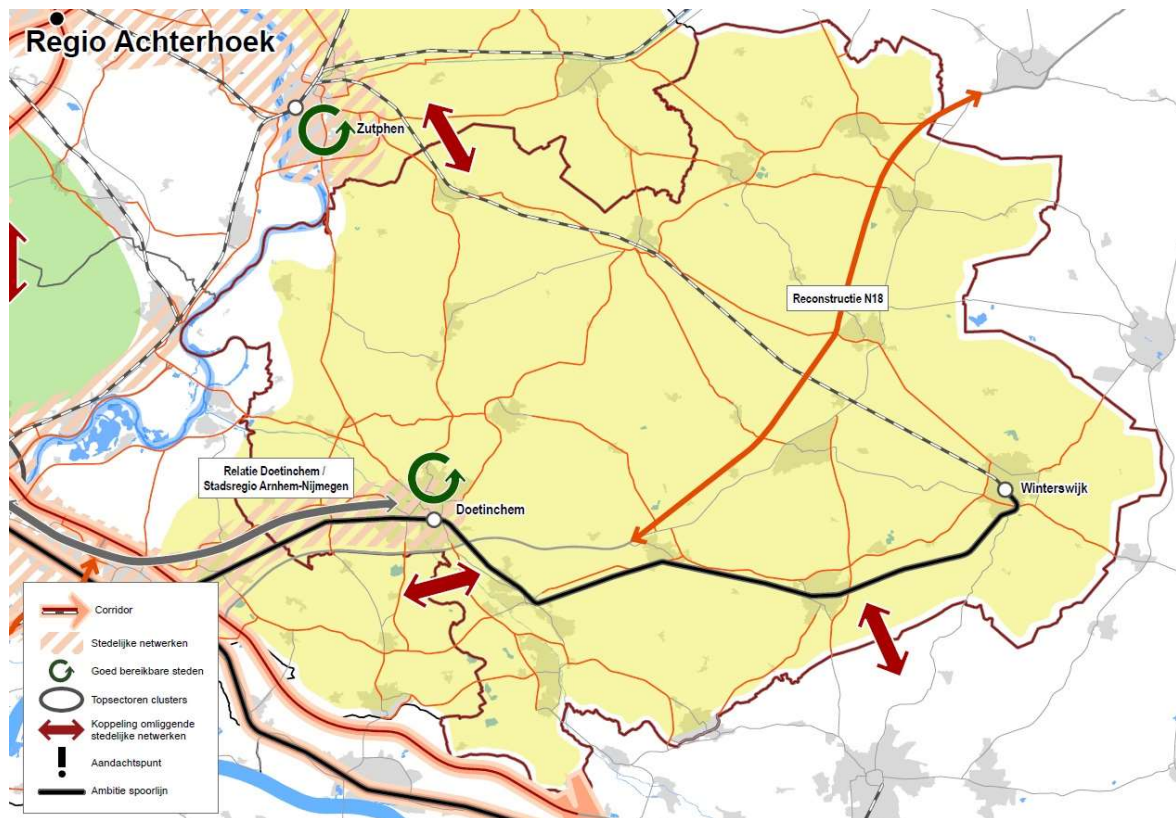 Regio Achterhoek
Zutphen
Reconstructie N18
Relatie Doetinchem /
Stadsregio Arnhem-Nijmegen
Doetinchem
Winterswijk
Corridor
Stedelijke netwerken
Goed bereikbare steden
Topsectoren clusters
Koppeling omliggende
stedelijke netwerken
Aandachtspunt
Ambitie spoorlijn